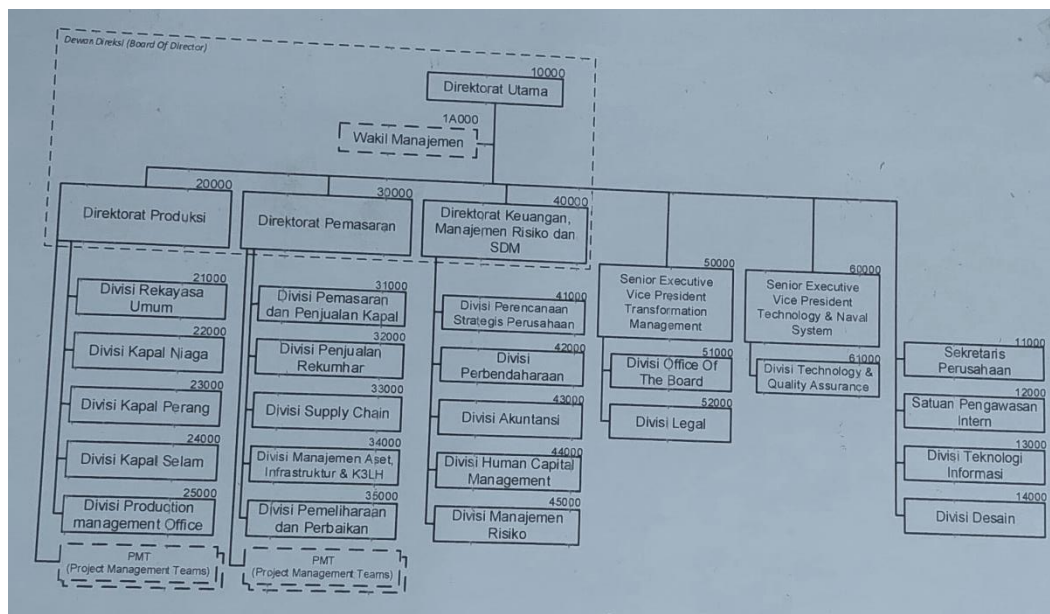 Dewan Direksi (Board Of Director)
10000
Direktorat Utama
1A000
Wakil Manajemen
20000
Direktorat Produksi
30000
Direktorat Pemasaran
40000
Direktorat Keuangan,
Manajemen Risiko dan
SDM
50000
Senior Executive
Vice President
Transformation
Management
60000
Senior Executive
Vice President
Technology & Naval
System
21000
Divisi Rekayasa
Umum
22000
Divisi Kapal Niaga
23000
Divisi Kapal Perang
24000
Divisi Kapal Selam
25000
Divisi Production
management Office
PMT
(Project Management Teams)
31000
Divisi Pemasaran
dan Penjualan Kapal
32000
Divisi Penjualan
Rekumhar
33000
Divisi Supply Chain
34000
Divisi Manajemen Aset,
Infrastruktur & K3LH
35000
Divisi Pemeliharaan
dan Perbaikan
PMT
(Project Management Teams)
41000
Divisi Perencanaan
Strategis Perusahaan
42000
Divisi
Perbendaharaan
43000
Divisi Akuntansi
44000
Divisi Human Capital
Management
45000
Divisi Manajemen
Risiko
51000
Divisi Office Of
The Board
52000
Divisi Legal
61000
Divisi Technology &
Quality Assurance
11000
Sekretaris
Perusahaan
12000
Satuan Pengawasan
Intern
13000
Divisi Teknologi
Informasi
14000
Divisi Desain